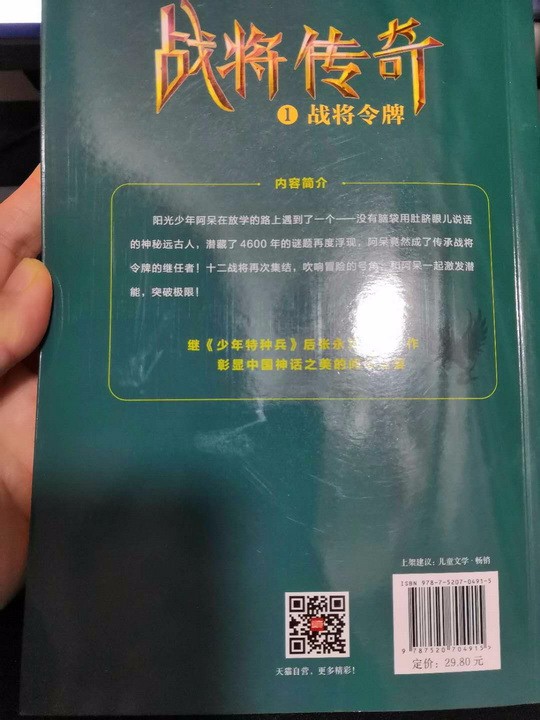 战将传奇
1 战将令牌
内容简介
阳光少年阿呆在放学的路上遇到了一个——没有脑袋用肚脐眼儿说话
的神秘远古人，潜藏了4600年的谜题再度浮现，阿呆竟然成了传承战将
令牌的继任者！十二战将再次集结，吹响冒险的号角，和阿呆一起激发潜
能，突破极限！
继《少年特种兵》后张永 作
彰显中国神话之美的
上架建议：儿童文学·畅销
ISBN 978-7-5207-0491-5
9 787520 704915 >
定价：29.80元
天猫自营，更多精彩！